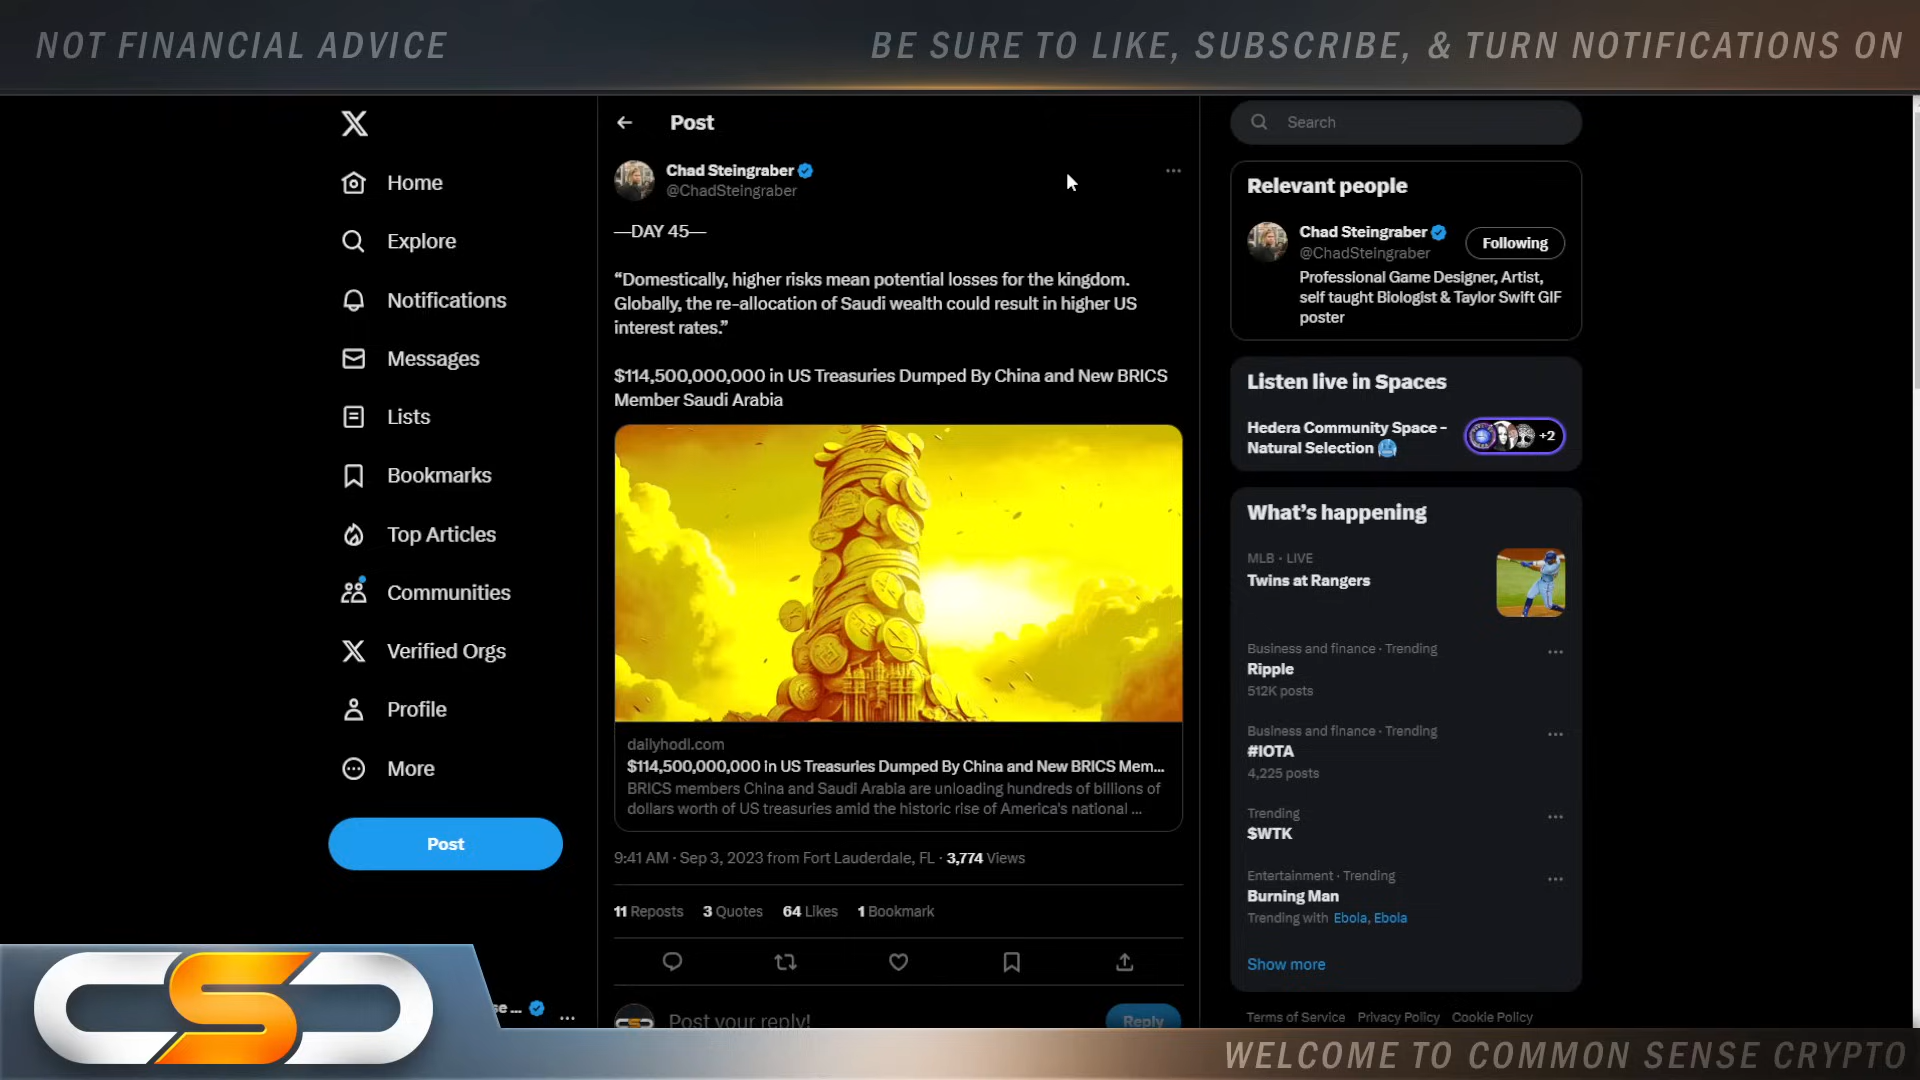 NOT FINANCIAL ADVICE
BE SURE TO LIKE, SUBSCRIBE, & TURN NOTIFICATIONS ON
Home
Explore
Notifications
Messages
Lists
Bookmarks
Top Articles
Communities
Verified Orgs
Profile
More
Post
se ...
Post
Chad Steingraber
@ChadSteingraber
—DAY 45—
“Domestically, higher risks mean potential losses for the kingdom.
Globally, the re-allocation of Saudi wealth could result in higher US
interest rates.”
$114,500,000,000 in US Treasuries Dumped By China and New BRICS
Member Saudi Arabia
dailyhodl.com
$114,500,000,000 in US Treasuries Dumped By China and New BRICS Mem...
BRICS members China and Saudi Arabia are unloading hundreds of billions of
dollars worth of US treasuries amid the historic rise of America's national ...
9:41 AM · Sep 3, 2023 from Fort Lauderdale, FL · 3,774 Views
11 Reposts 3 Quotes 64 Likes 1 Bookmark
Post your reply!
Reply
Search
Relevant people
Chad Steingraber
@ChadSteingraber
Following
Professional Game Designer, Artist,
self taught Biologist & Taylor Swift GIF
poster
Listen live in Spaces
Hedera Community Space -
Natural Selection
+2
What's happening
MLB · LIVE
Twins at Rangers
Business and finance · Trending
Ripple
512K posts
Business and finance · Trending
#IOTA
4,225 posts
Trending
$WTK
Entertainment · Trending
Burning Man
Trending with Ebola, Ebola
Show more
Terms of Service Privacy Policy Cookie Policy
CSC
WELCOME TO COMMON SENSE CRYPTO